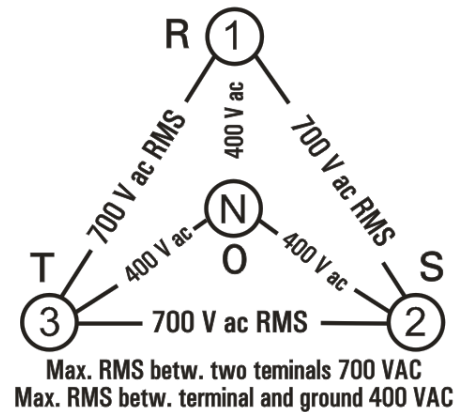 R 1
400 V ac
700 V ac RMS
700 V ac RMS
N
O
400 V ac
400 V ac
T
S
3
700 V ac RMS
2
Max. RMS betw. two teminals 700 VAC
Max. RMS betw. terminal and ground 400 VAC